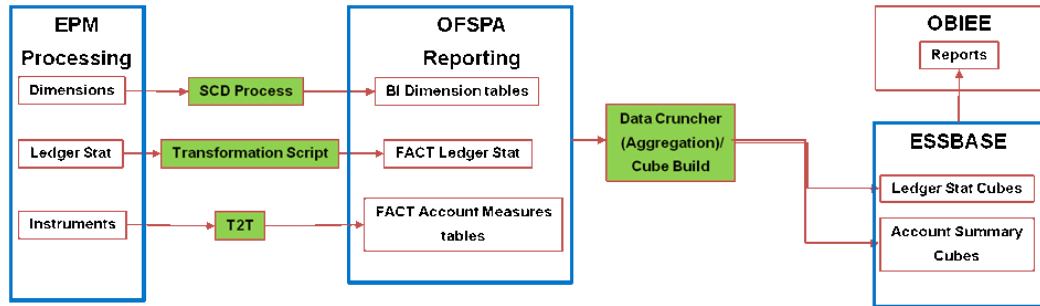 EPM
Processing
Dimensions
Ledger Stat
Instruments
SCD Process
Transformation Script
T2T
OFSPA
Reporting
BI Dimension tables
FACT Ledger Stat
FACT Account Measures
tables
Data Cruncher
(Aggregation)/
Cube Build
OBIEE
Reports
ESSBASE
Ledger Stat Cubes
Account Summary
Cubes